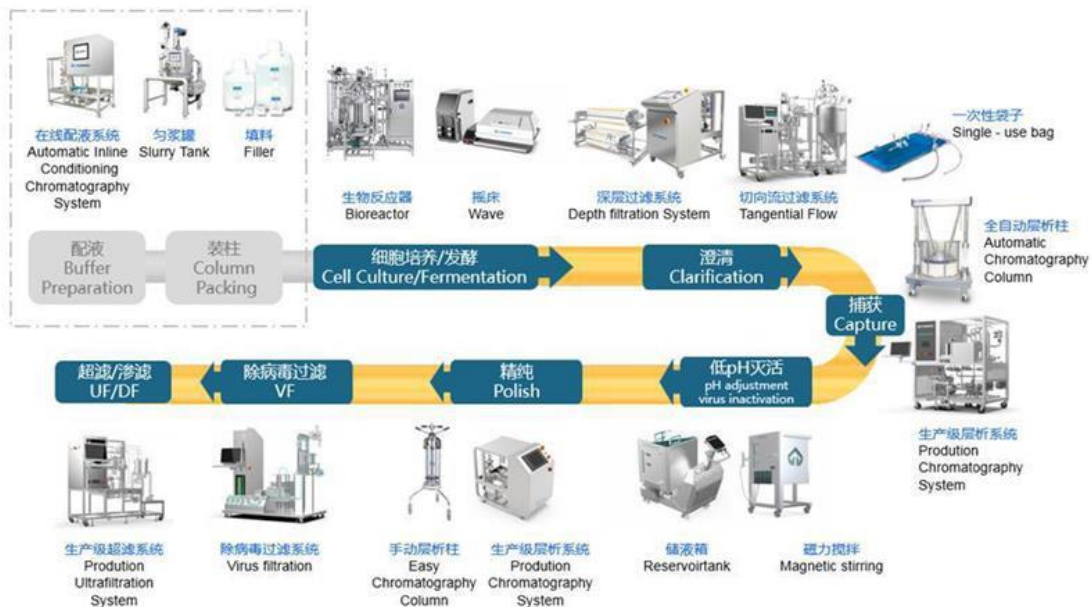 在线配液系统
Automatic Inline
Conditioning
Chromatography
System
匀浆罐
Slurry Tank
填料
Filler
生物反应器
Bioreactor
摇床
Wave
深层过滤系统
Depth filtration System
切向流过滤系统
Tangential Flow
一次性袋子
Single - use bag
全自动层析柱
Automatic
Chromatography
Column
配液
Buffer
Preparation
装柱
Column
Packing
细胞培养/发酵
Cell Culture/Fermentation
澄清
Clarification
捕获
Capture
生产级层析系统
Prodution
Chromatography
System
低pH灭活
pH adjustment
virus inactivation
精纯
Polish
除病毒过滤
VF
超滤/渗滤
UF/DF
生产级超滤系统
Prodution
Ultrafiltration
System
除病毒过滤系统
Virus filtration
手动层析柱
Easy
Chromatography
Column
生产级层析系统
Prodution
Chromatography
System
储液箱
Reservoirtank
磁力搅拌
Magnetic stirring